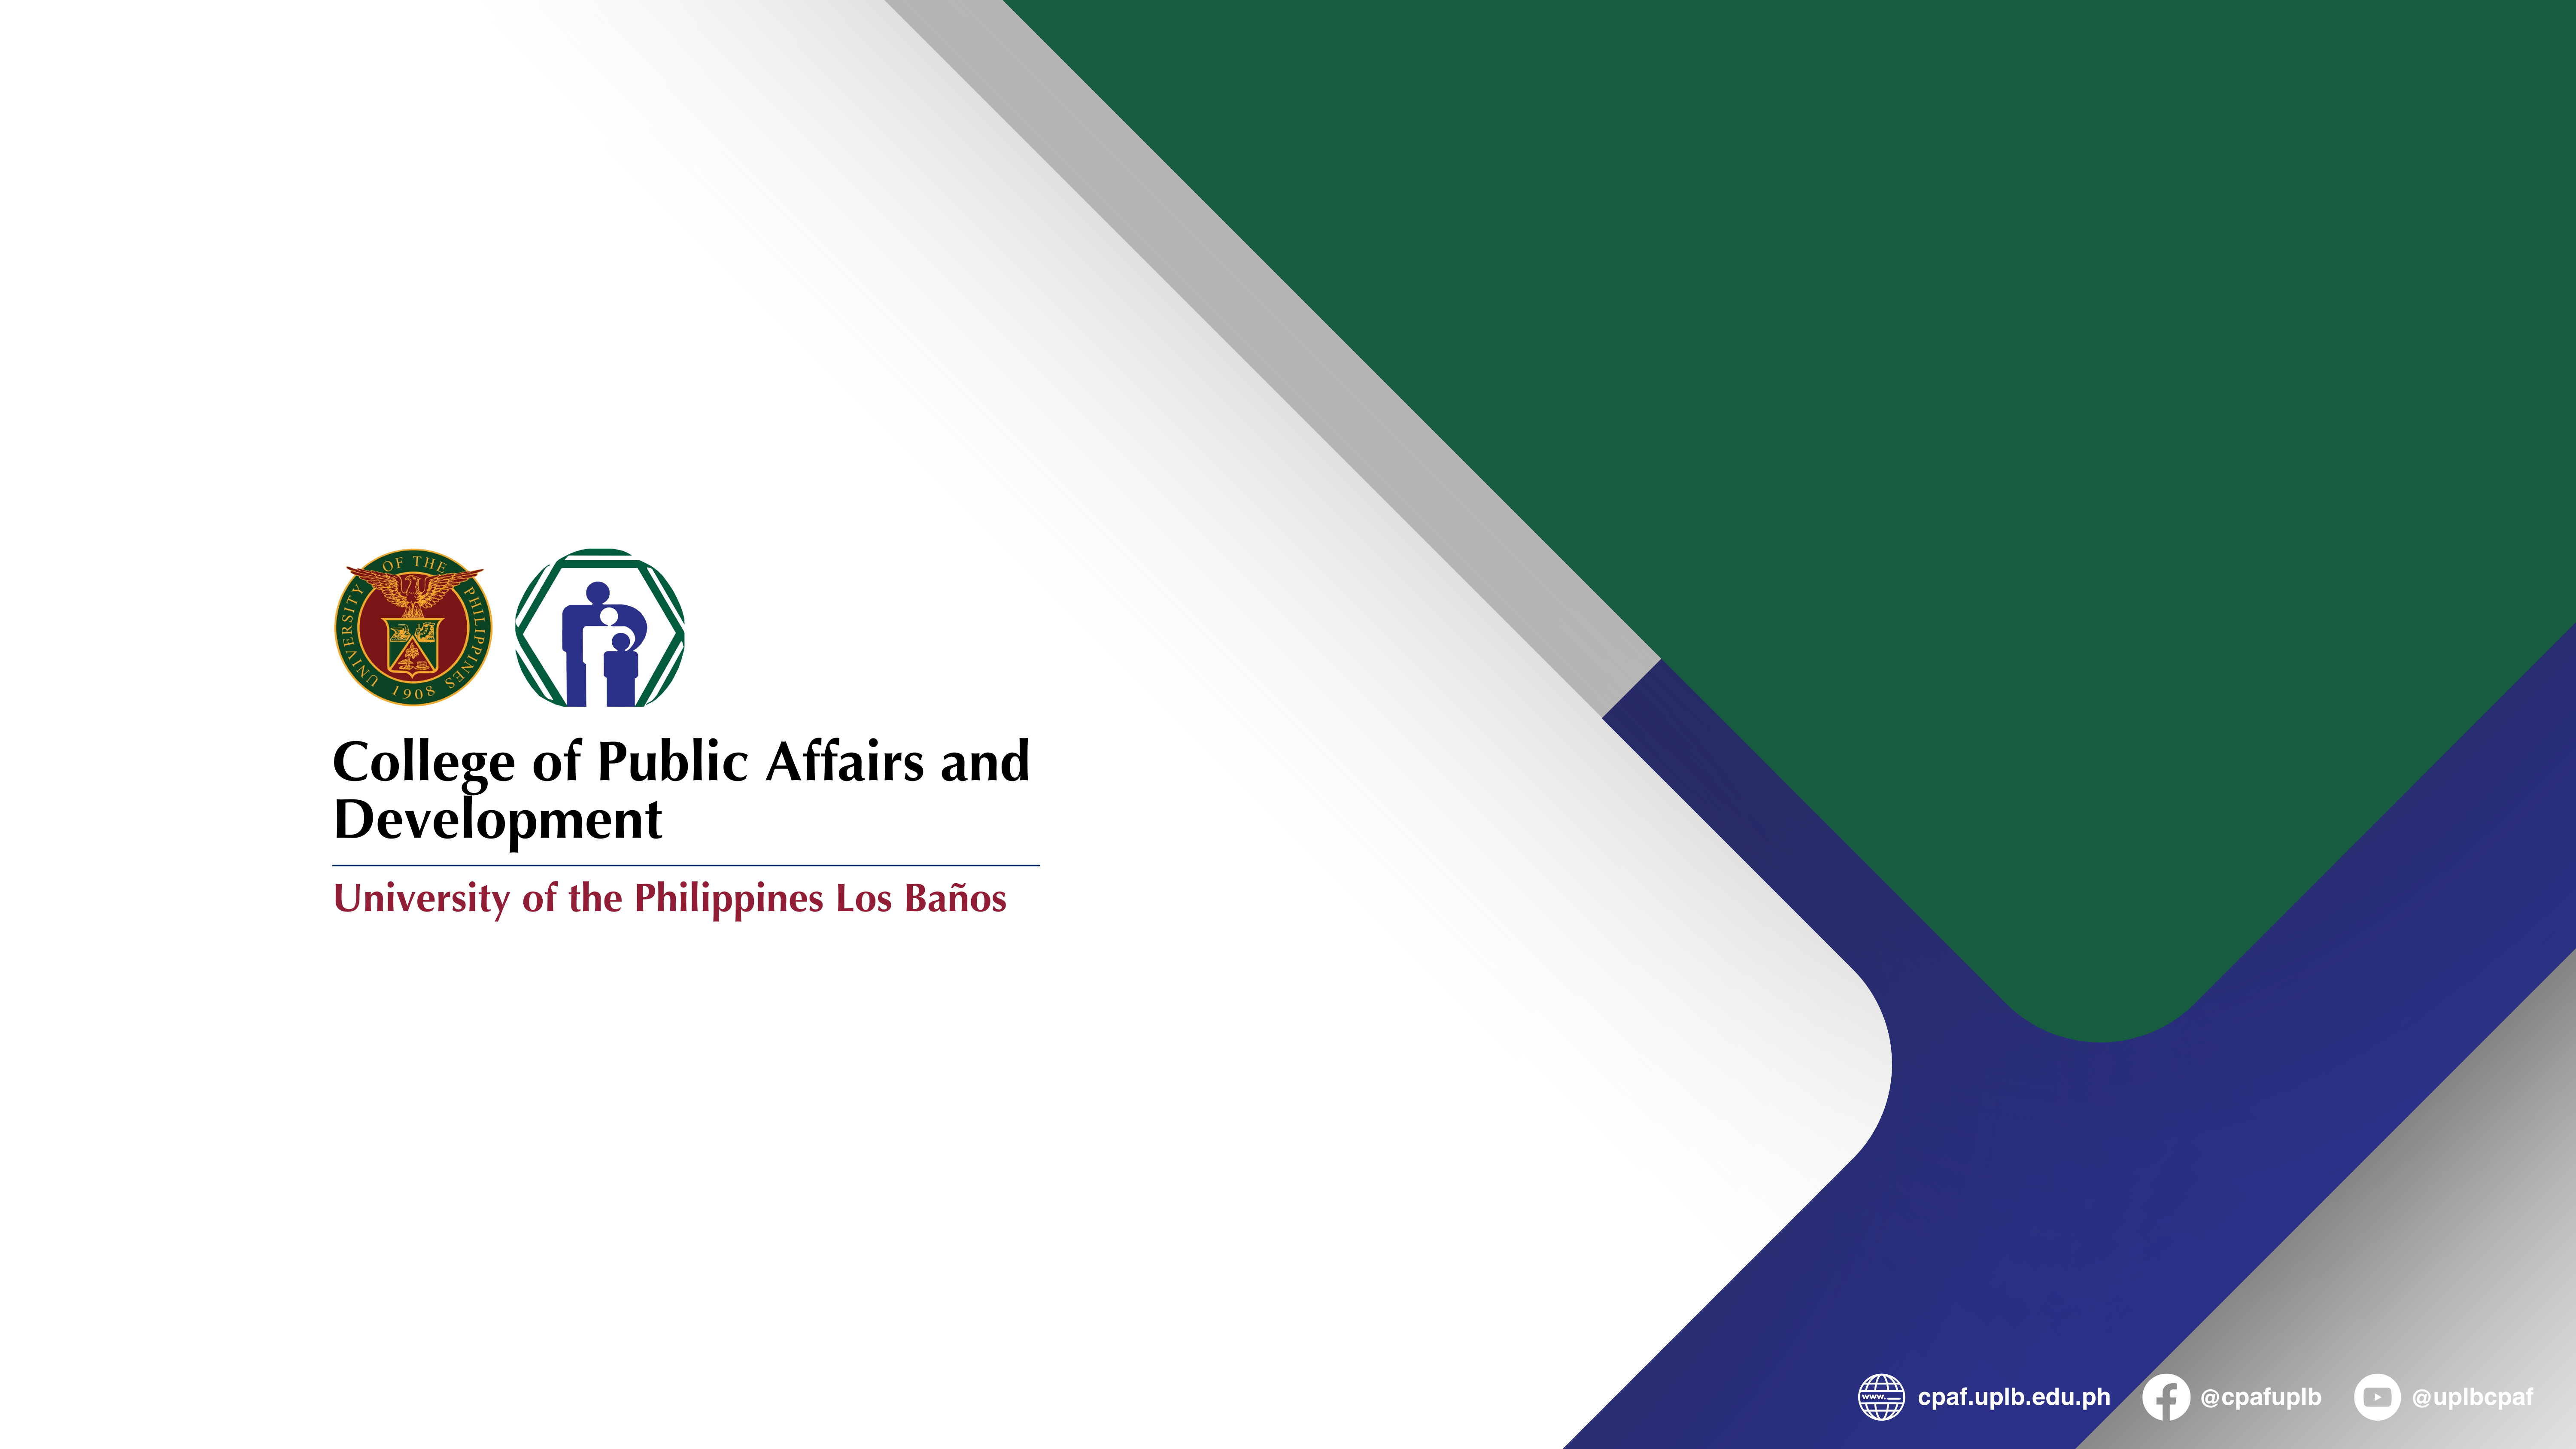 UNIVERSITY OF THE PHILIPPINES
1908
College of Public Affairs and
Development
University of the Philippines Los Baños
www. cpaf.uplb.edu.ph @cpafuplb @uplbcpaf